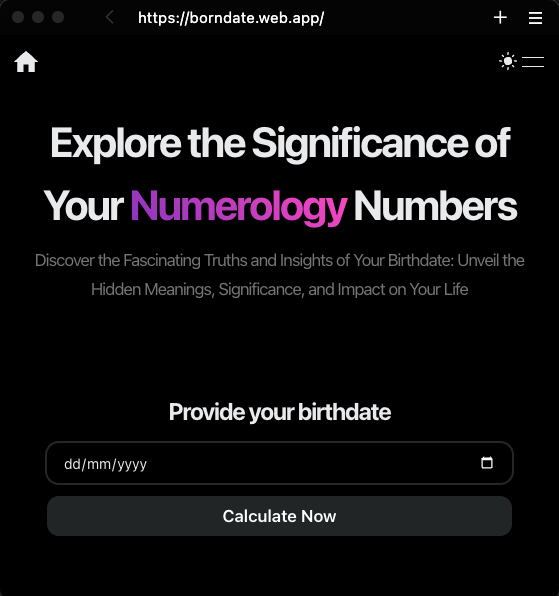 https://borndate.web.app/
Explore the Significance of
Your Numerology Numbers
Discover the Fascinating Truths and Insights of Your Birthdate: Unveil the
Hidden Meanings, Significance, and Impact on Your Life
Provide your birthdate
dd/mm/yyyy
Calculate Now